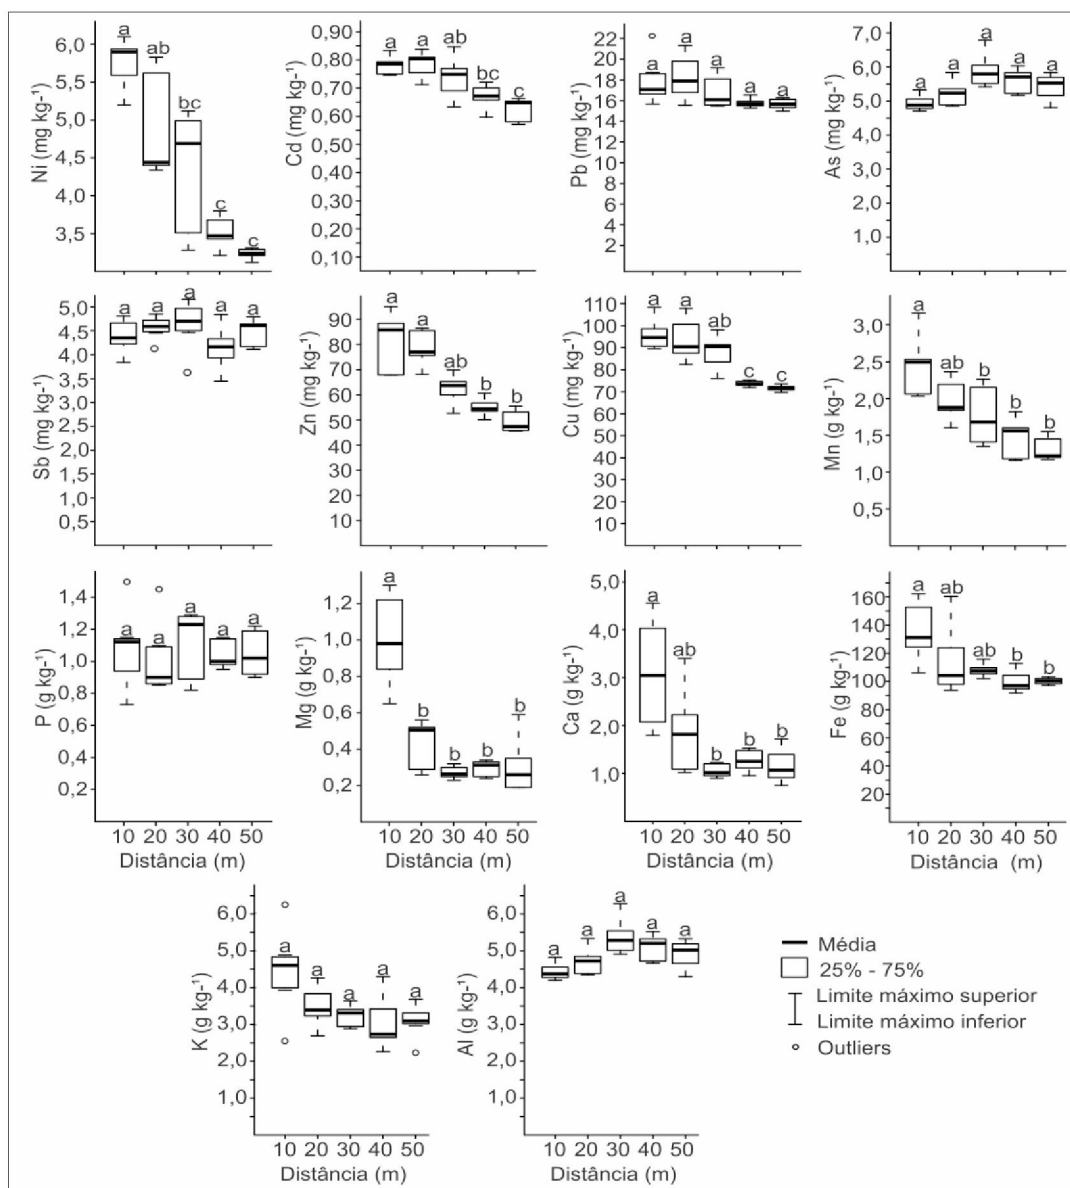 Ni (mg kg⁻¹)
6,0
5,5
5,0
4,5
4,0
3,5
a
ab
bc
c
c
Cd (mg kg⁻¹)
0,90
0,80
0,70
0,60
0,50
0,40
0,30
0,20
0,10
a
a
ab
bc
c
Pb (mg kg⁻¹)
22
20
18
16
14
12
10
8
6
4
2
a
a
a
a
a
As (mg kg⁻¹)
7,0
6,0
5,0
4,0
3,0
2,0
1,0
a
a
a
a
a
Sb (mg kg⁻¹)
5,0
4,5
4,0
3,5
3,0
2,5
2,0
1,5
1,0
0,5
a
a
a
a
a
Zn (mg kg⁻¹)
90
80
70
60
50
40
30
20
10
a
a
ab
b
b
Cu (mg kg⁻¹)
110
100
90
80
70
60
50
40
30
20
10
a
a
ab
c
c
Mn (g kg⁻¹)
3,0
2,5
2,0
1,5
1,0
0,5
a
ab
b
b
b
P (g kg⁻¹)
1,4
1,2
1,0
0,8
0,6
0,4
0,2
a
a
a
a
a
10 20 30 40 50
Distância (m)
Mg (g kg⁻¹)
1,2
1,0
0,8
0,6
0,4
0,2
a
b
b
b
b
10 20 30 40 50
Distância (m)
Ca (g kg⁻¹)
5,0
4,0
3,0
2,0
1,0
a
ab
b
b
b
10 20 30 40 50
Distância (m)
Fe (g kg⁻¹)
160
140
120
100
80
60
40
20
a
ab
ab
b
b
10 20 30 40 50
Distância (m)
K (g kg⁻¹)
6,0
5,0
4,0
3,0
2,0
1,0
a
a
a
a
a
10 20 30 40 50
Distância (m)
Al (g kg⁻¹)
6,0
5,0
4,0
3,0
2,0
1,0
a
a
a
a
a
10 20 30 40 50
Distância (m)
Média
25% - 75%
Limite máximo superior
Limite máximo inferior
Outliers